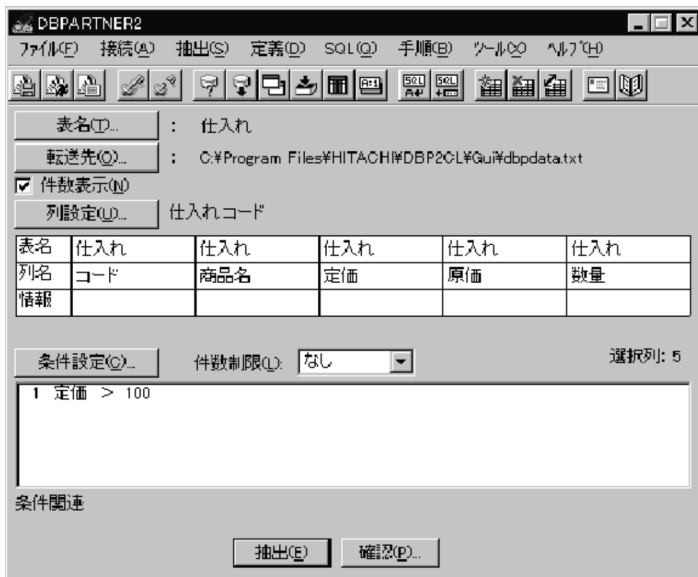 DBPARTNER2
ファイル(F) 接続(A) 抽出(S) 定義(D) SQL(Q) 手順(B) ツール(X) ヘルプ(H)
表名(T)... : 仕入れ
転送先(O)... : C:¥Program Files¥HITACHI¥DBP2CL¥Gui¥dbpdata.txt
件数表示(N)
列設定(U)... 仕入れコード
表名 仕入れ 仕入れ 仕入れ 仕入れ 仕入れ
列名 コード 商品名 定価 原価 数量
情報
条件設定(C)... 件数制限(L): なし 選択列: 5
1 定価 > 100
条件関連
抽出(E) 確認(P)...